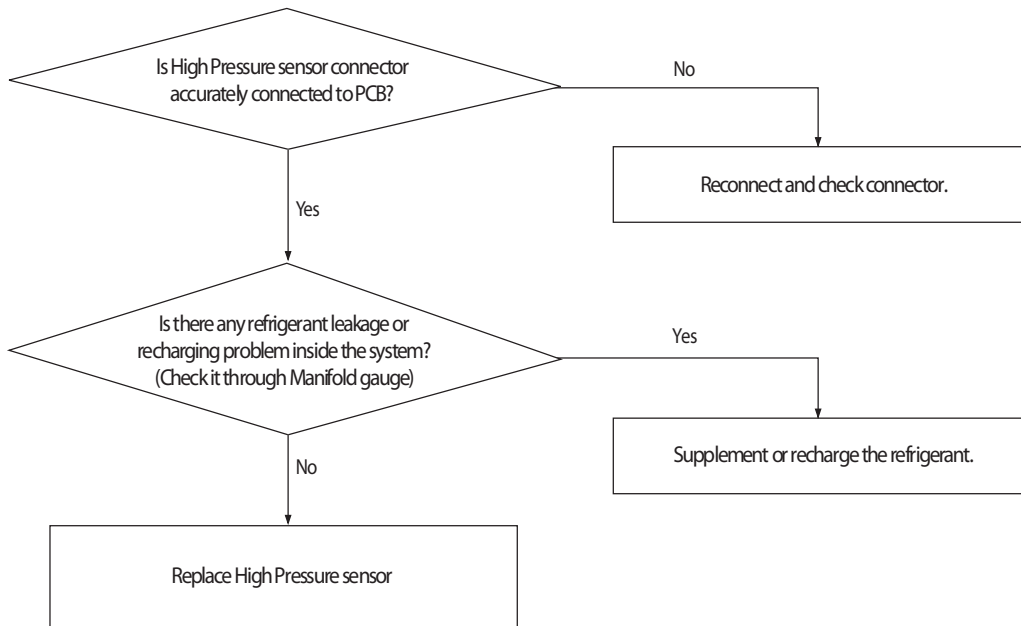 Is High Pressure sensor connector
accurately connected to PCB?
No
Reconnect and check connector.
Yes
Is there any refrigerant leakage or
recharging problem inside the system?
(Check it through Manifold gauge)
Yes
Supplement or recharge the refrigerant.
No
Replace High Pressure sensor